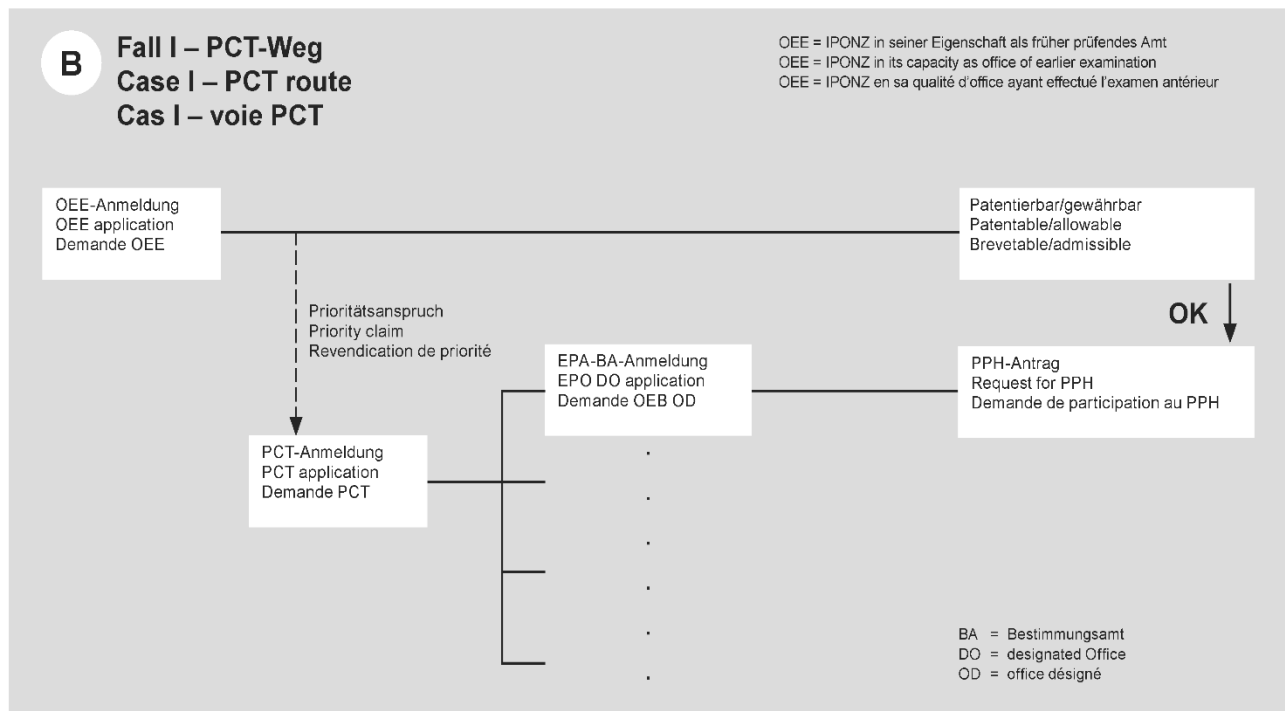 B
Fall I – PCT-Weg
Case I – PCT route
Cas I – voie PCT
OEE = IPONZ in seiner Eigenschaft als früher prüfendes Amt
OEE = IPONZ in its capacity as office of earlier examination
OEE = IPONZ en sa qualité d'office ayant effectué l'examen antérieur
OEE-Anmeldung
OEE application
Demande OEE
Patentierbar/gewährbar
Patentable/allowable
Brevetable/admissible
Prioritätsanspruch
Priority claim
Revendication de priorité
OK
EPA-BA-Anmeldung
EPO DO application
Demande OEB OD
PPH-Antrag
Request for PPH
Demande de participation au PPH
PCT-Anmeldung
PCT application
Demande PCT
BA = Bestimmungsamt
DO = designated Office
OD = office désigné